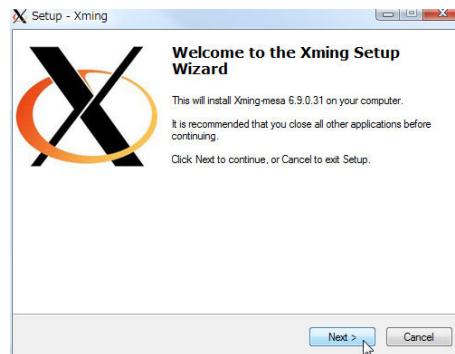 Setup - Xming
Welcome to the Xming Setup
Wizard
This will install Xming-mesa 6.9.0.31 on your computer.
It is recommended that you close all other applications before
continuing.
Click Next to continue, or Cancel to exit Setup.
Next >
Cancel